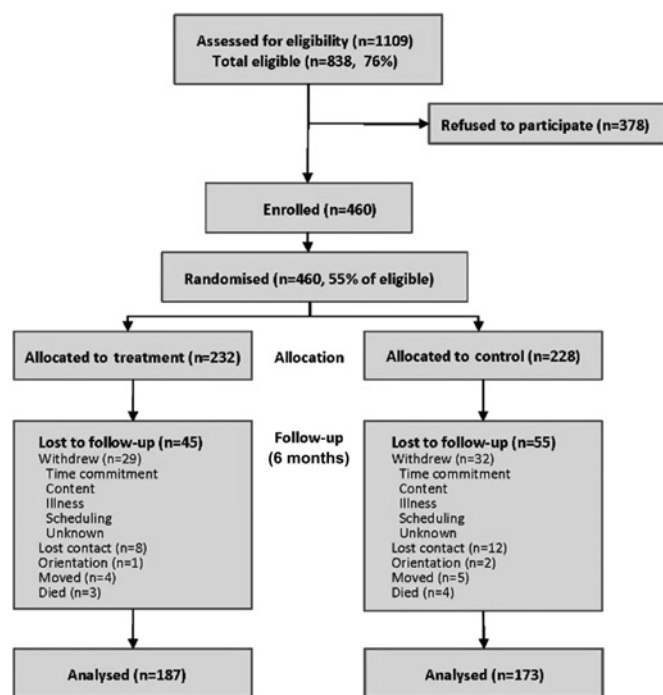 Assessed for eligibility (n=1109)
Total eligible (n=838, 76%)
Refused to participate (n=378)
Enrolled (n=460)
Randomised (n=460, 55% of eligible)
Allocated to treatment (n=232)
Allocation
Allocated to control (n=228)
Lost to follow-up (n=45)
Withdrew (n=29)
Time commitment
Content
Illness
Scheduling
Unknown
Lost contact (n=8)
Orientation (n=1)
Moved (n=4)
Died (n=3)
Follow-up
(6 months)
Lost to follow-up (n=55)
Withdrew (n=32)
Time commitment
Content
Illness
Scheduling
Unknown
Lost contact (n=12)
Orientation (n=2)
Moved (n=5)
Died (n=4)
Analysed (n=187)
Analysed (n=173)